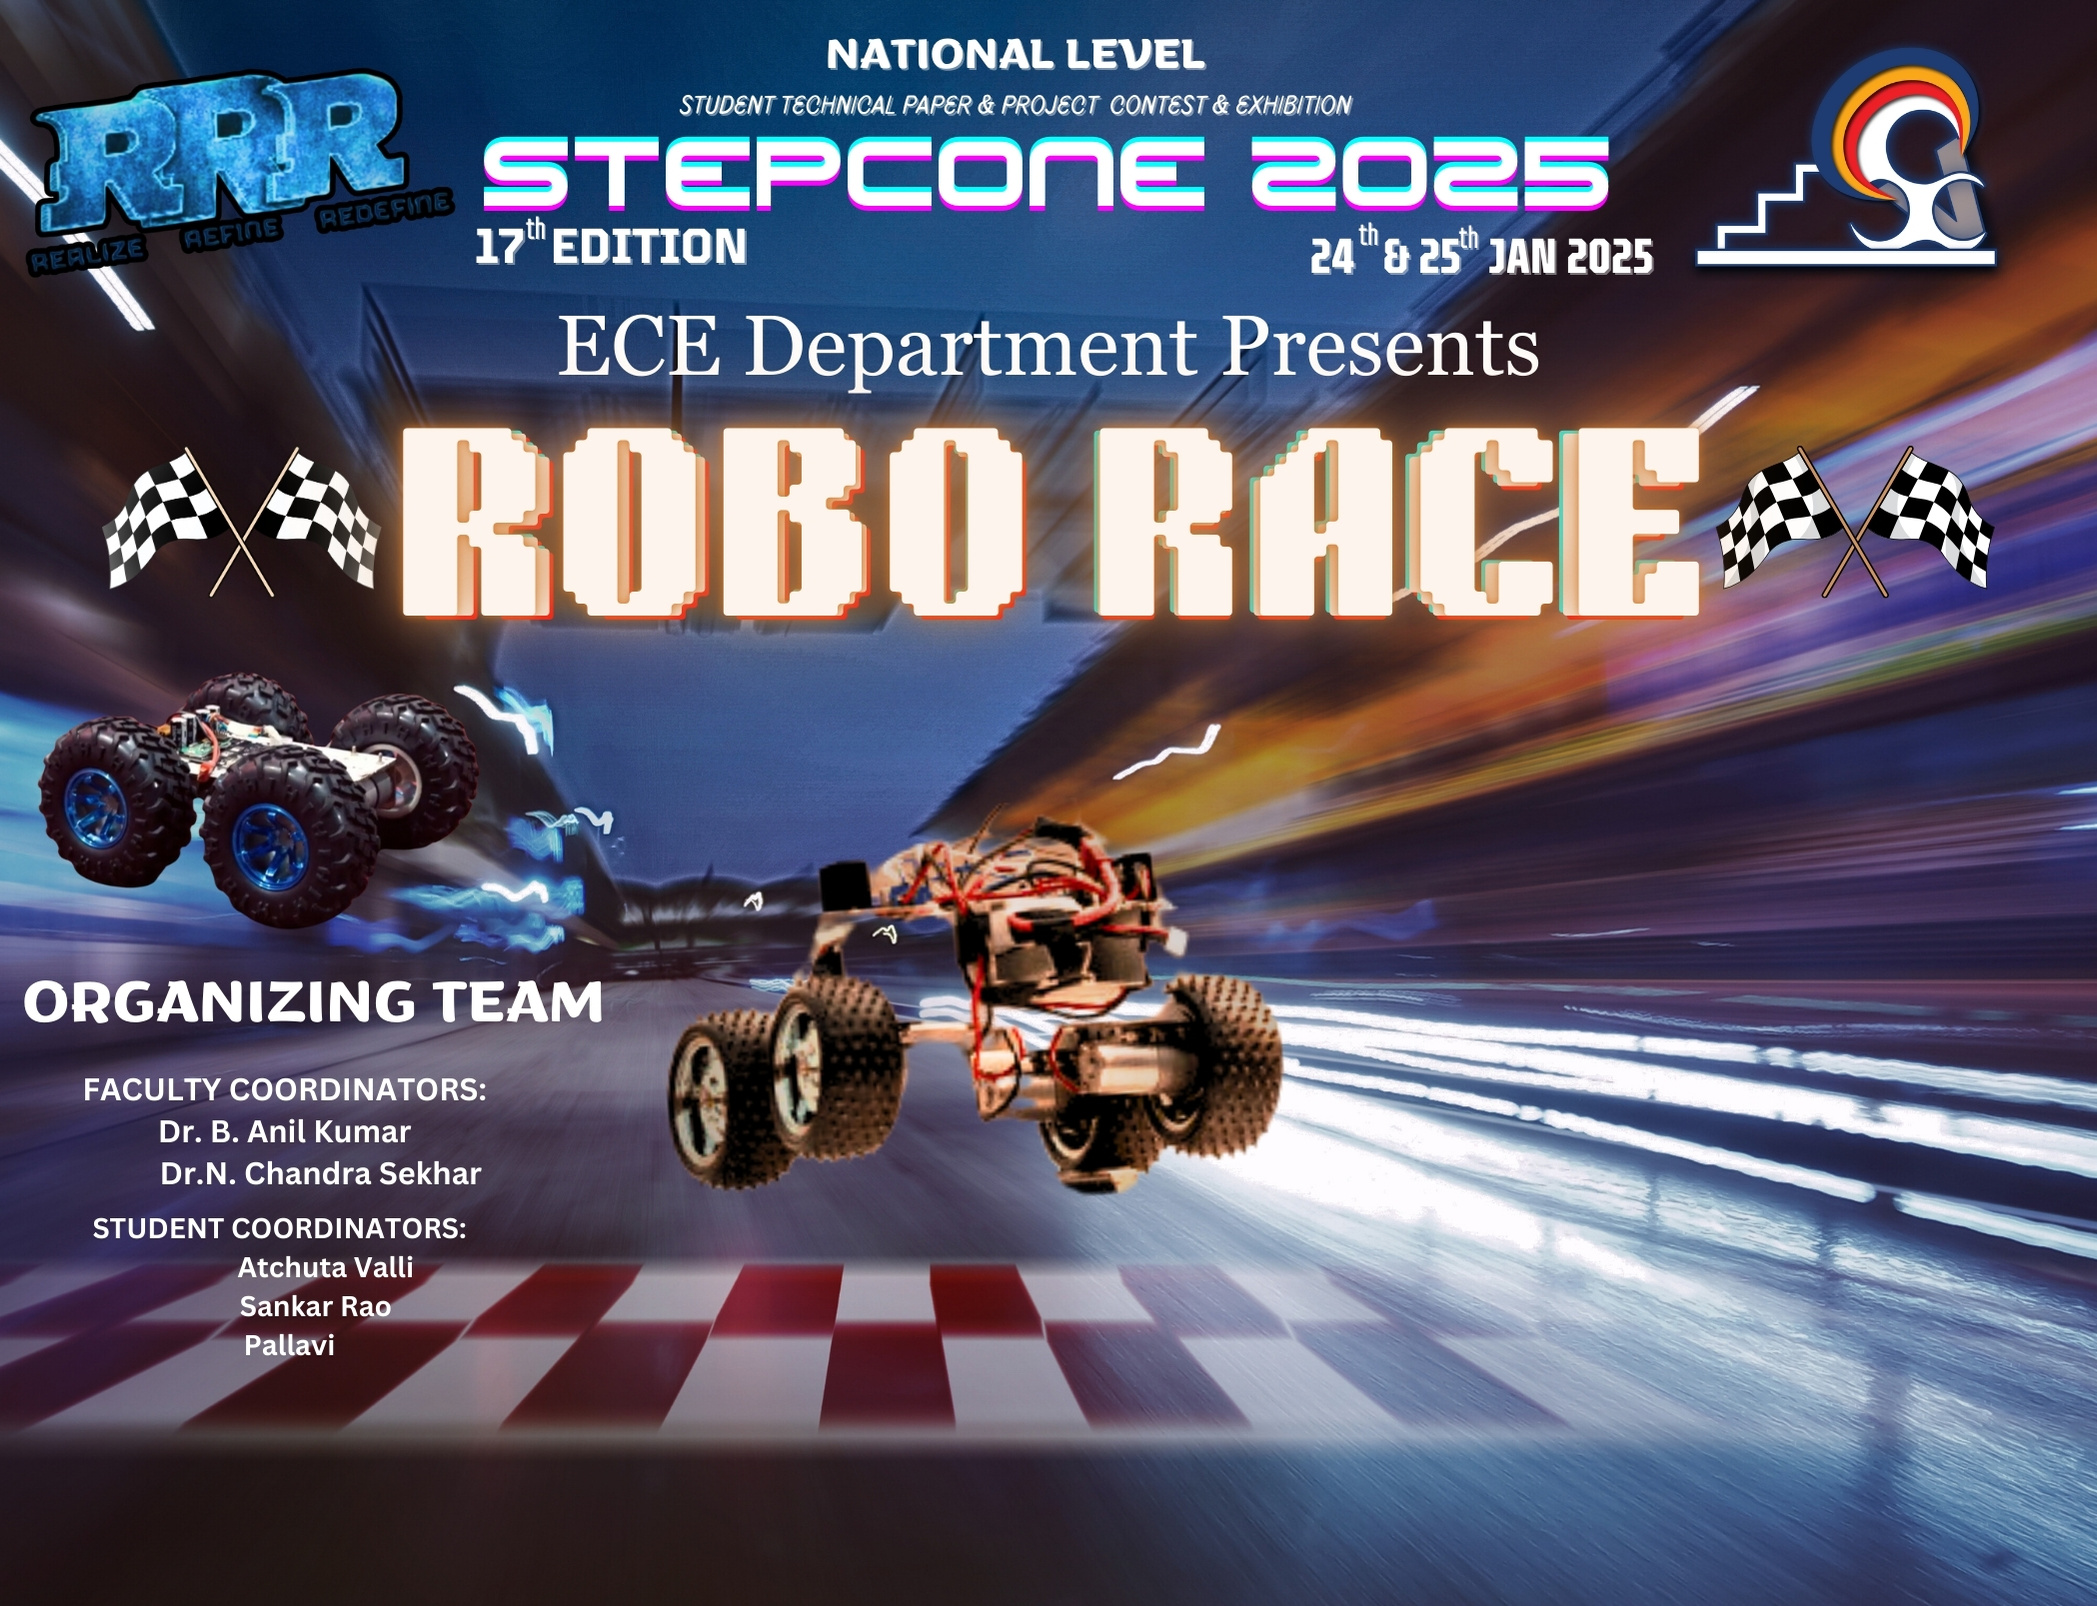 NATIONAL LEVEL
STUDENT TECHNICAL PAPER & PROJECT CONTEST & EXHIBITION
RRR
REALIZE REFINE REDEFINE
STEPCONE 2025
17th EDITION
24th & 25th JAN 2025
ECE Department Presents
ROBO RACE
ORGANIZING TEAM
FACULTY COORDINATORS:
Dr. B. Anil Kumar
Dr.N. Chandra Sekhar
STUDENT COORDINATORS:
Atchuta Valli
Sankar Rao
Pallavi